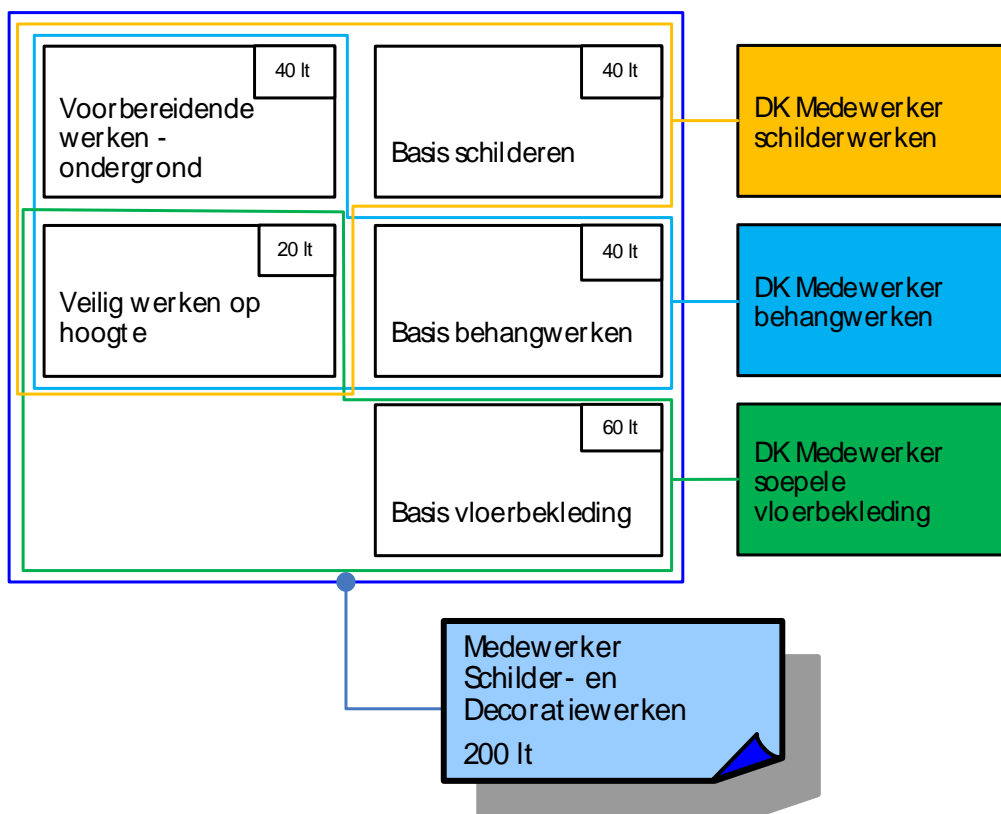 40 lt
Voorbereidende
werken -
ondergrond
40 lt
Basis schilderen
DK Medewerker
schilderwerken
20 lt
Veilig werken op
hoogte
40 lt
Basis behangwerken
DK Medewerker
behangwerken
60 lt
Basis vloerbekleding
DK Medewerker
soepele
vloerbekleding
Medewerker
Schilder- en
Decoratiewerken
200 lt